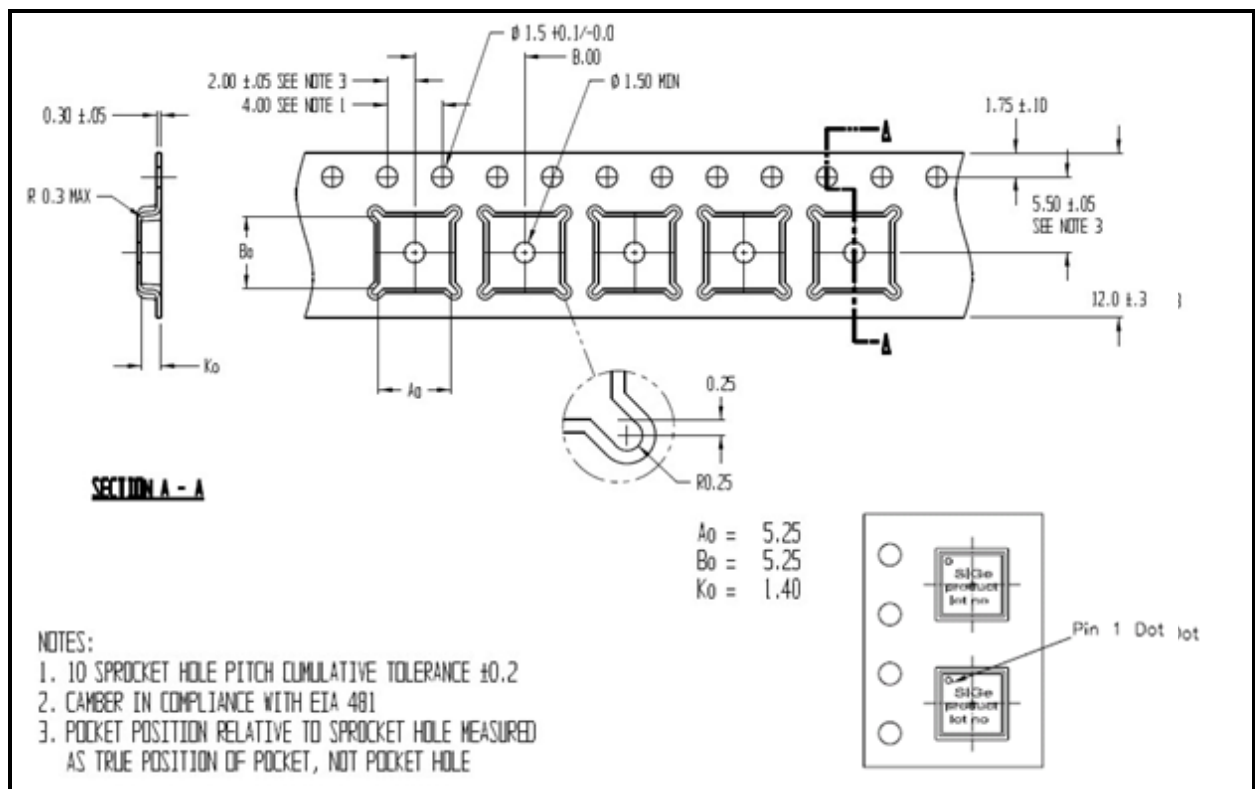 ø 1.5 +0.1/-0.0
8.00
2.00 ±.05 SEE NOTE 3
ø 1.50 MIN
4.00 SEE NOTE 1
0.30 ±.05
1.75 ±.10
A
R 0.3 MAX
5.50 ±.05
SEE NOTE 3
Bo
12.0 ±.3
A
Ko
Ao
0.25
R0.25
SECTION A - A
Ao = 5.25
Bo = 5.25
Ko = 1.40
SiGe
product
lot no
Pin 1 Dot
SiGe
product
lot no
NOTES:
1. 10 SPROCKET HOLE PITCH CUMULATIVE TOLERANCE ±0.2
2. CAMBER IN COMPLIANCE WITH EIA 481
3. POCKET POSITION RELATIVE TO SPROCKET HOLE MEASURED
AS TRUE POSITION OF POCKET, NOT POCKET HOLE